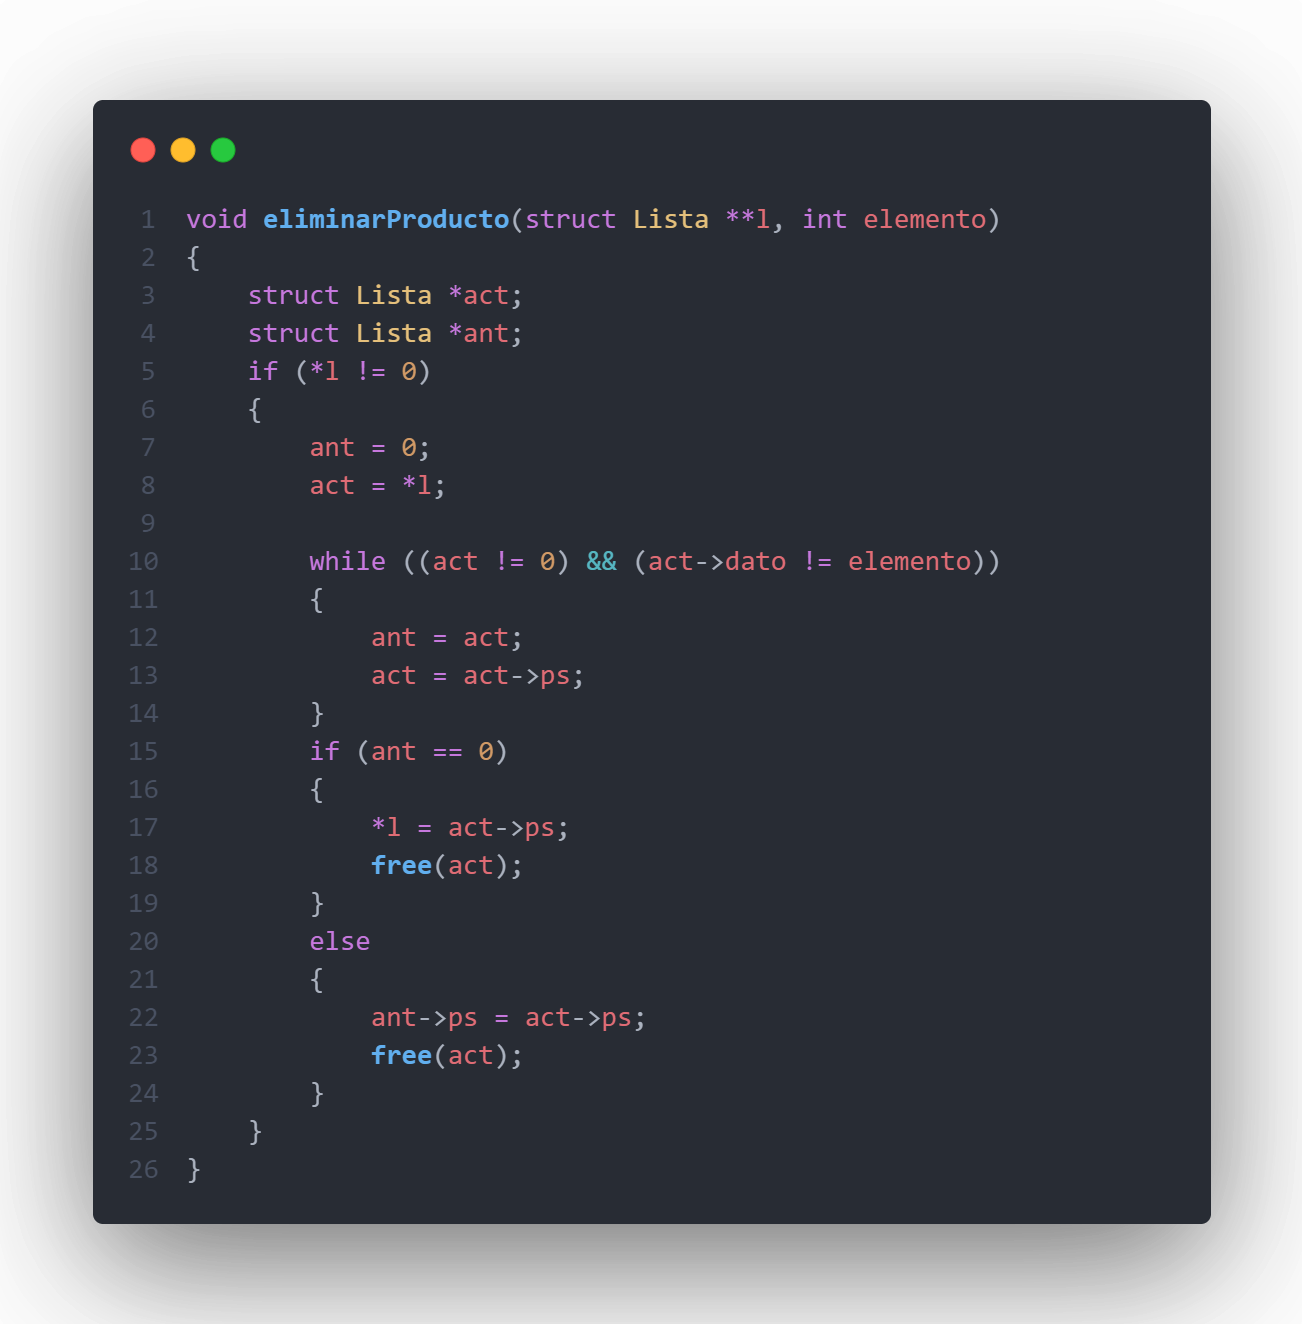 1 void eliminarProducto(struct Lista **l, int elemento)
2 {
3     struct Lista *act;
4     struct Lista *ant;
5     if (*l != 0)
6     {
7         ant = 0;
8         act = *l;
9
10         while ((act != 0) && (act->dato != elemento))
11         {
12             ant = act;
13             act = act->ps;
14         }
15         if (ant == 0)
16         {
17             *l = act->ps;
18             free(act);
19         }
20         else
21         {
22             ant->ps = act->ps;
23             free(act);
24         }
25     }
26 }